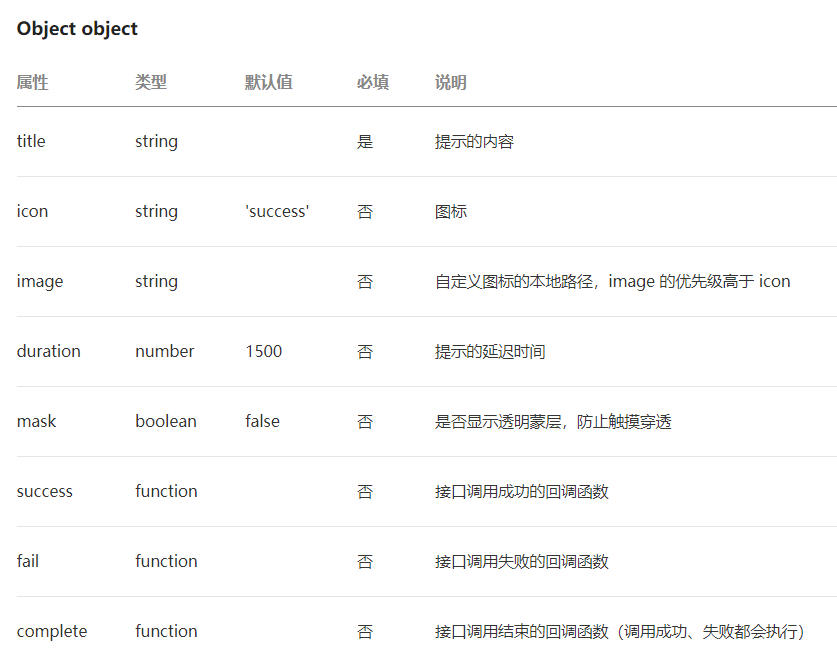 Object object
属性 类型 默认值 必填 说明
title string 是 提示的内容
icon string 'success' 否 图标
image string 否 自定义图标的本地路径，image 的优先级高于 icon
duration number 1500 否 提示的延迟时间
mask boolean false 否 是否显示透明蒙层，防止触摸穿透
success function 否 接口调用成功的回调函数
fail function 否 接口调用失败的回调函数
complete function 否 接口调用结束的回调函数（调用成功、失败都会执行）